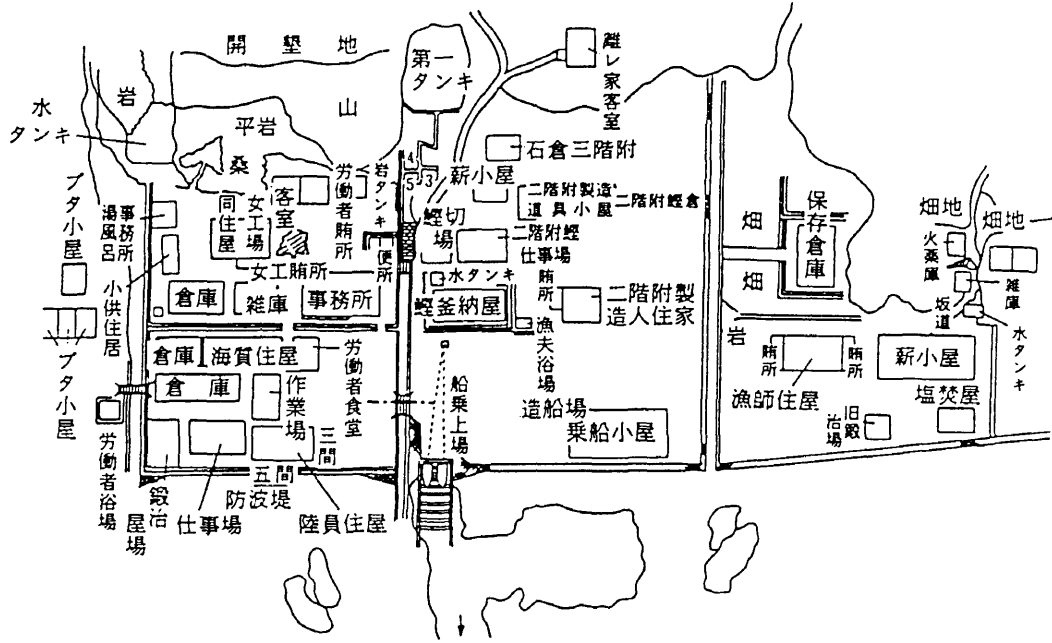 開墾地
第一
タンキ
離レ家客室
岩
水
タンキ
平岩
山
桑
石倉三階附
4
5
3
薪小屋
岩タンキ
労働者賄所
客室
女工場
同住屋
事務所
湯風呂
ブタ小屋
二階附製造
道具小屋
二階附鰹倉
鰹切
場
二階附鰹
仕事場
便所
女工賄所
水タンキ
小供住居
倉庫
雑庫
事務所
鰹釜納屋
賄所
二階附製
造人住家
漁夫浴場
畑
畑
保存倉庫
畑地
畑地
火薬庫
雑庫
坂道
水タンキ
岩
賄所
賄所
漁師住屋
薪小屋
塩焚屋
旧鍛
冶場
ブタ小屋
倉庫
海質住屋
倉庫
作業場
労働者食堂
船乗上場
造船場
乗船小屋
労働者浴場
鍛冶
屋場
仕事場
三間
五間
防波堤
陸員住屋